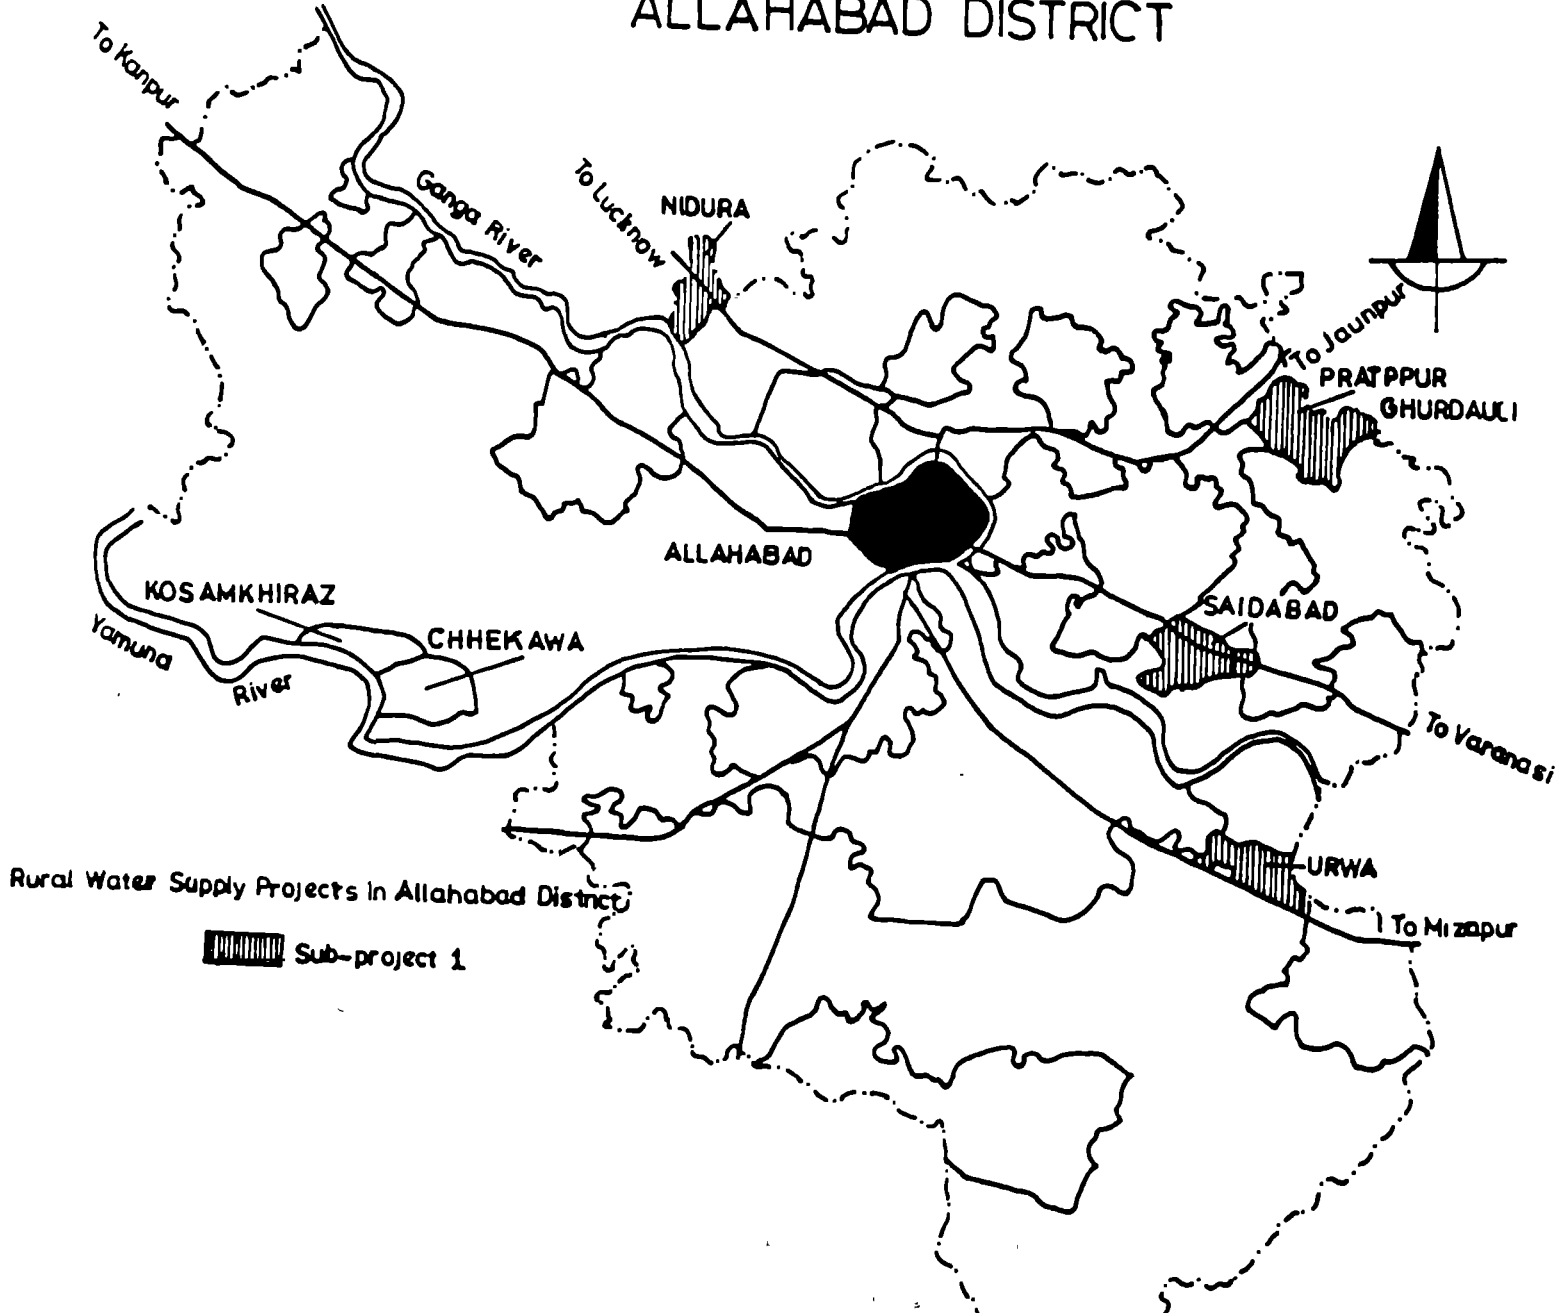 ALLAHABAD DISTRICT
To Kanpur
Ganga River
To Lucknow
NIDURA
To Jaunpur
PRATPPUR
GHURDAULI
ALLAHABAD
KOSAMKHIRAZ
CHHEKAWA
Yamuna
River
SAIDABAD
To Varanasi
URWA
To Mizapur
Rural Water Supply Projects in Allahabad District
Sub-project 1